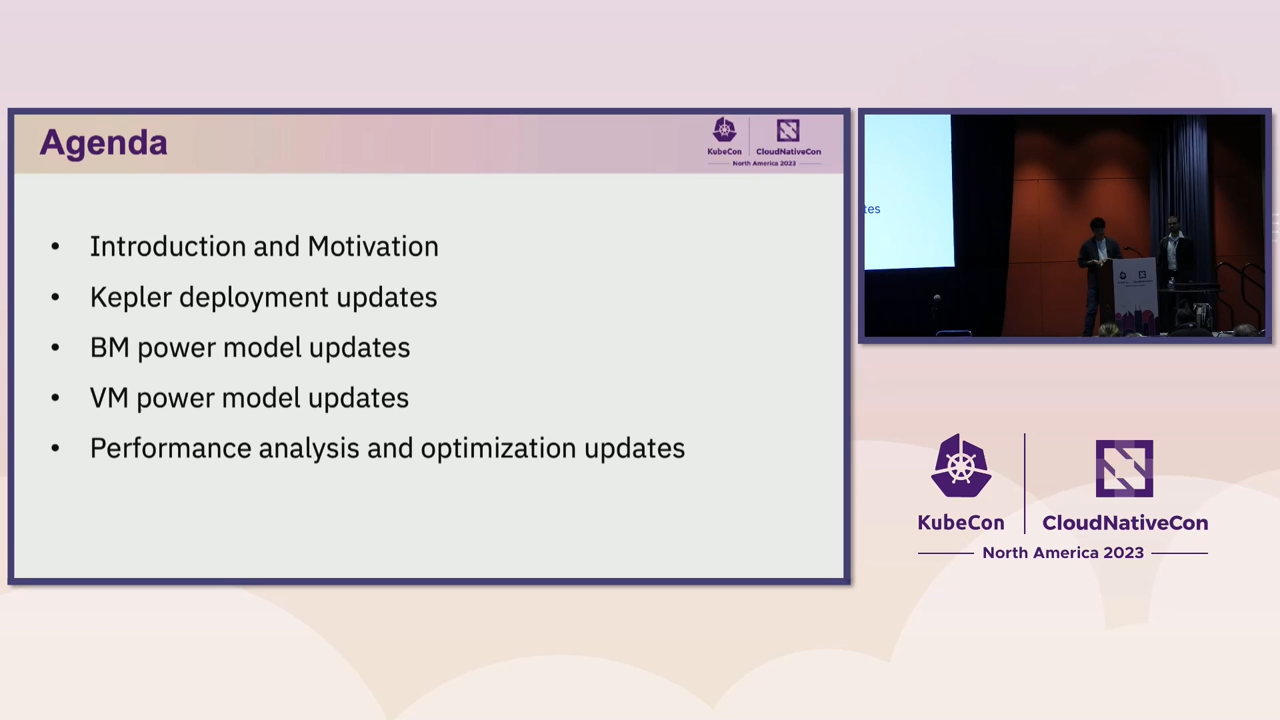 Agenda
KubeCon
CloudNativeCon
North America 2023
• Introduction and Motivation
• Kepler deployment updates
• BM power model updates
• VM power model updates
• Performance analysis and optimization updates
tes
KubeCon
CloudNativeCon
North America 2023